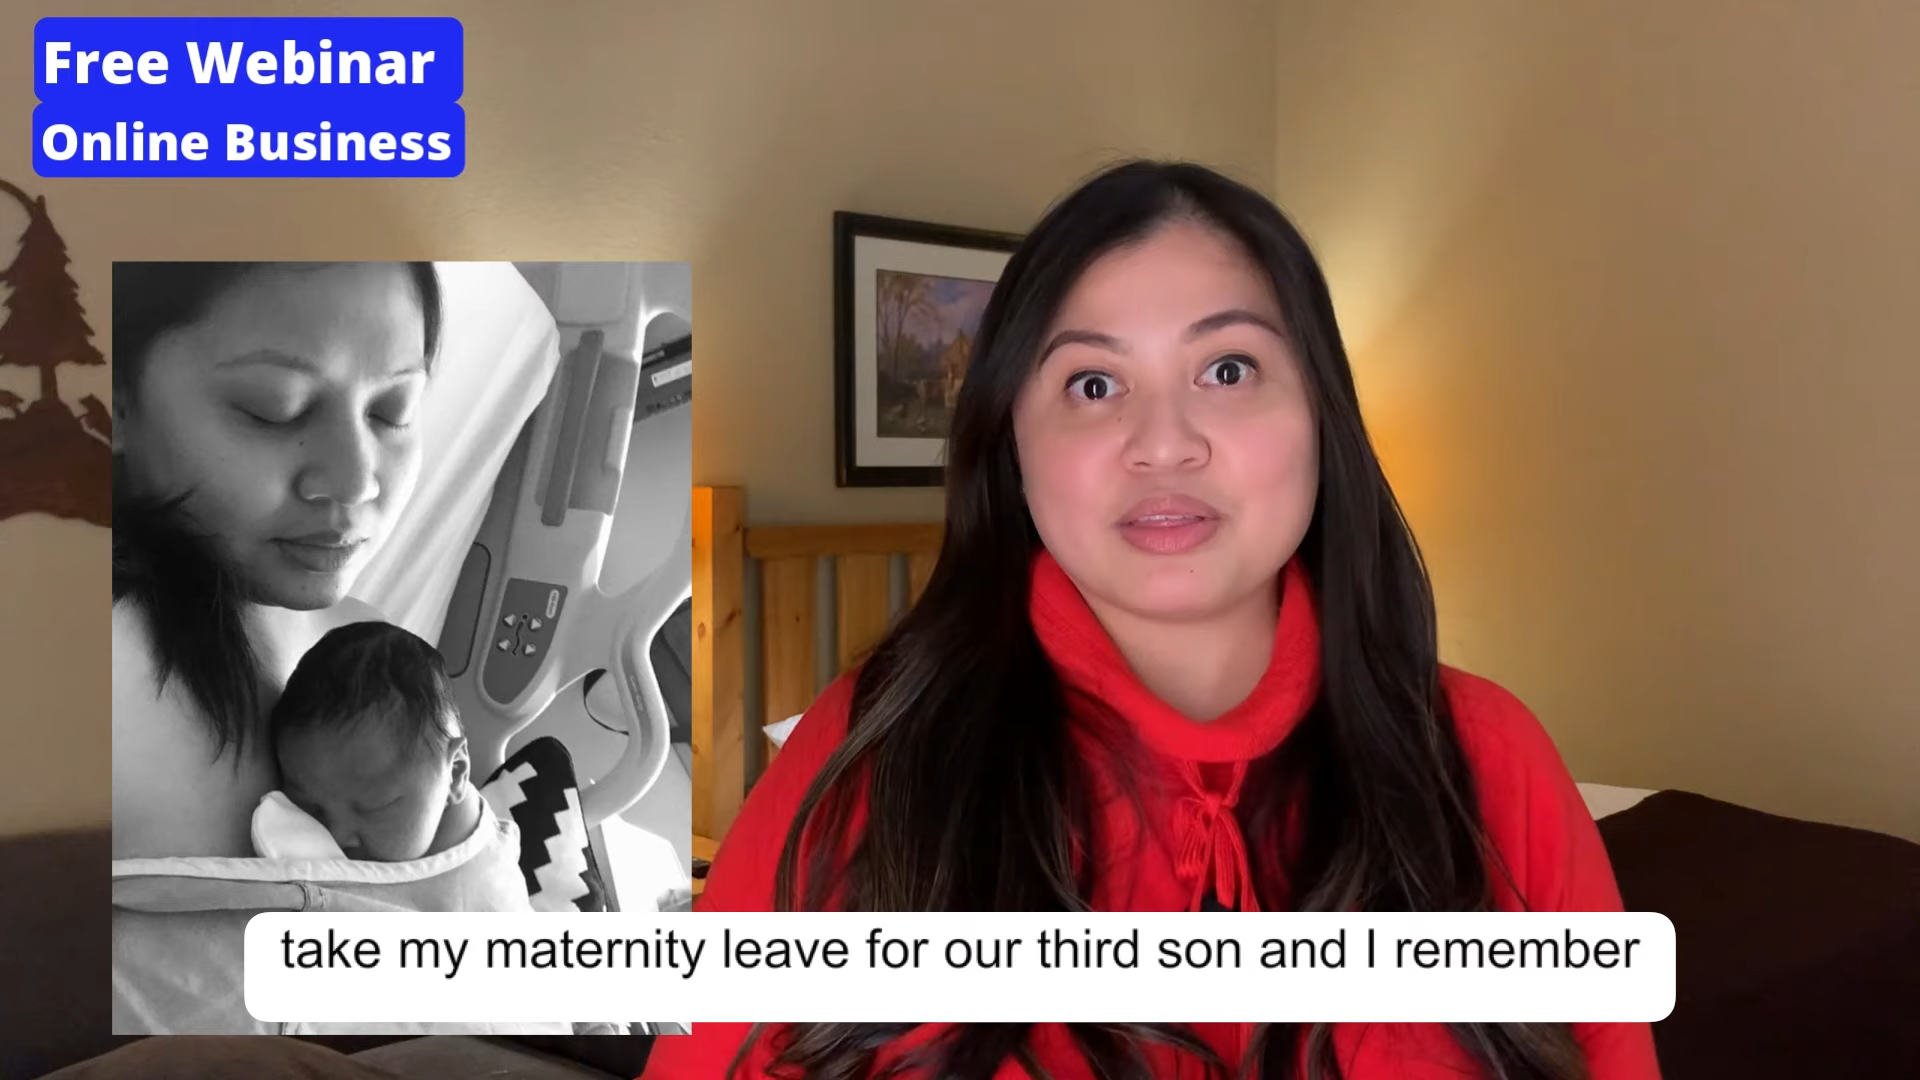 Free Webinar
Online Business
take my maternity leave for our third son and I remember